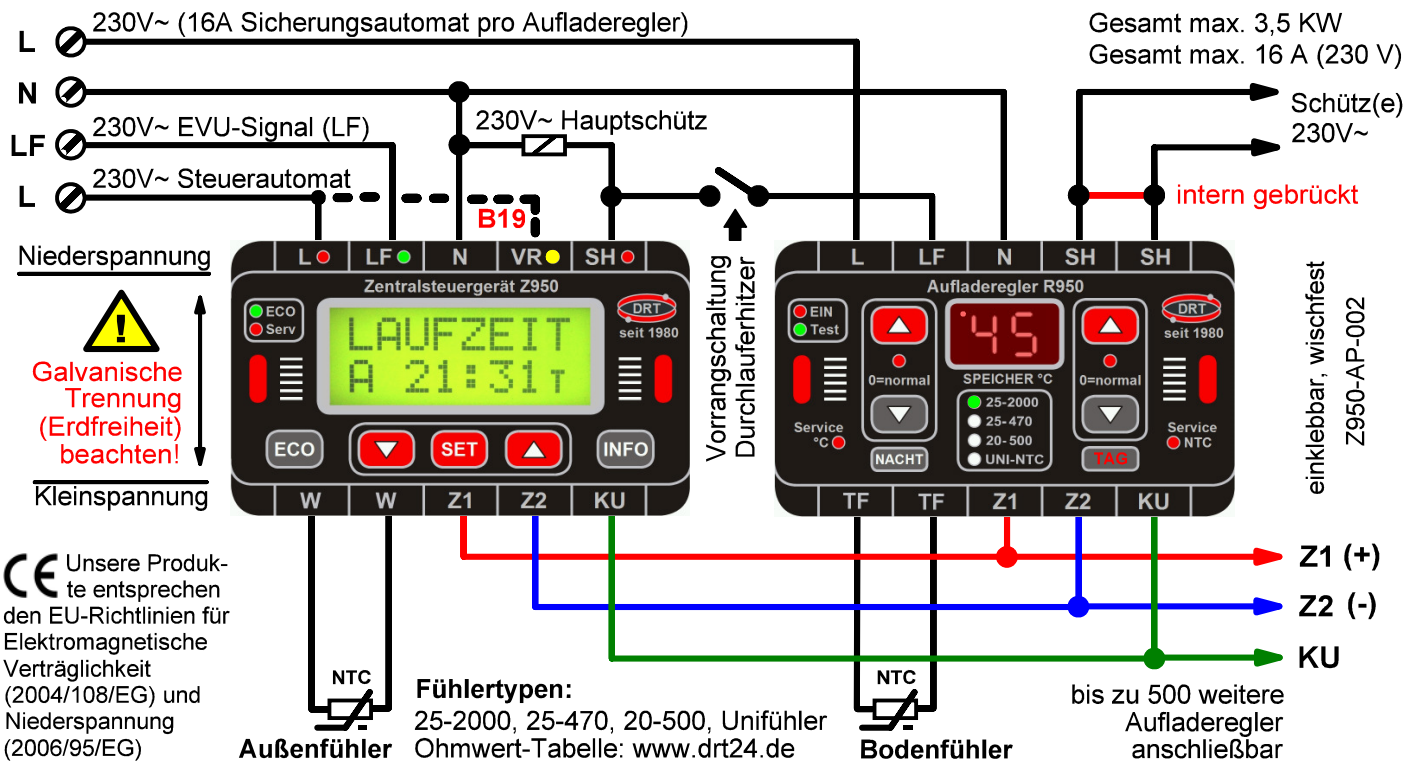 L 230V~ (16A Sicherungsautomat pro Aufladeregler)
Gesamt max. 3,5 KW
Gesamt max. 16 A (230 V)
N
LF 230V~ EVU-Signal (LF)
230V~ Hauptschütz
Schütz(e)
230V~
L 230V~ Steuerautomat
B19
intern gebrückt
Niederspannung
Galvanische
Trennung
(Erdfreiheit)
beachten!
Kleinspannung
L LF N VR SH
Zentralsteuergerät Z950
ECO
Serv
DRT
seit 1980
LAUFZEIT
A 21:31T
ECO SET INFO
W W Z1 Z2 KU
Vorrangschaltung
Durchlauferhitzer
L LF N SH SH
Aufladeregler R950
EIN
Test
45
DRT
seit 1980
0=normal SPEICHER °C 0=normal
25-2000
25-470
20-500
UNI-NTC
Service
°C
NACHT
TAG
Service
NTC
TF TF Z1 Z2 KU
einklebbar, wischfest
Z950-AP-002
Z1 (+)
Z2 (-)
KU
CE Unsere Produk-
te entsprechen
den EU-Richtlinien für
Elektromagnetische
Verträglichkeit
(2004/108/EG) und
Niederspannung
(2006/95/EG)
NTC
Außenfühler
Fühlertypen:
25-2000, 25-470, 20-500, Unifühler
Ohmwert-Tabelle: www.drt24.de
NTC
Bodenfühler
bis zu 500 weitere
Aufladeregler
anschließbar